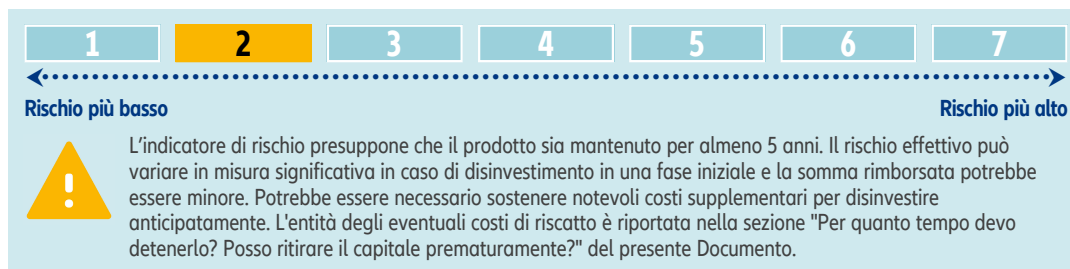 1 2 3 4 5 6 7
Rischio più basso Rischio più alto
L'indicatore di rischio presuppone che il prodotto sia mantenuto per almeno 5 anni. Il rischio effettivo può
variare in misura significativa in caso di disinvestimento in una fase iniziale e la somma rimborsata potrebbe
essere minore. Potrebbe essere necessario sostenere notevoli costi supplementari per disinvestire
anticipatamente. L'entità degli eventuali costi di riscatto è riportata nella sezione "Per quanto tempo devo
detenerlo? Posso ritirare il capitale prematuramente?" del presente Documento.